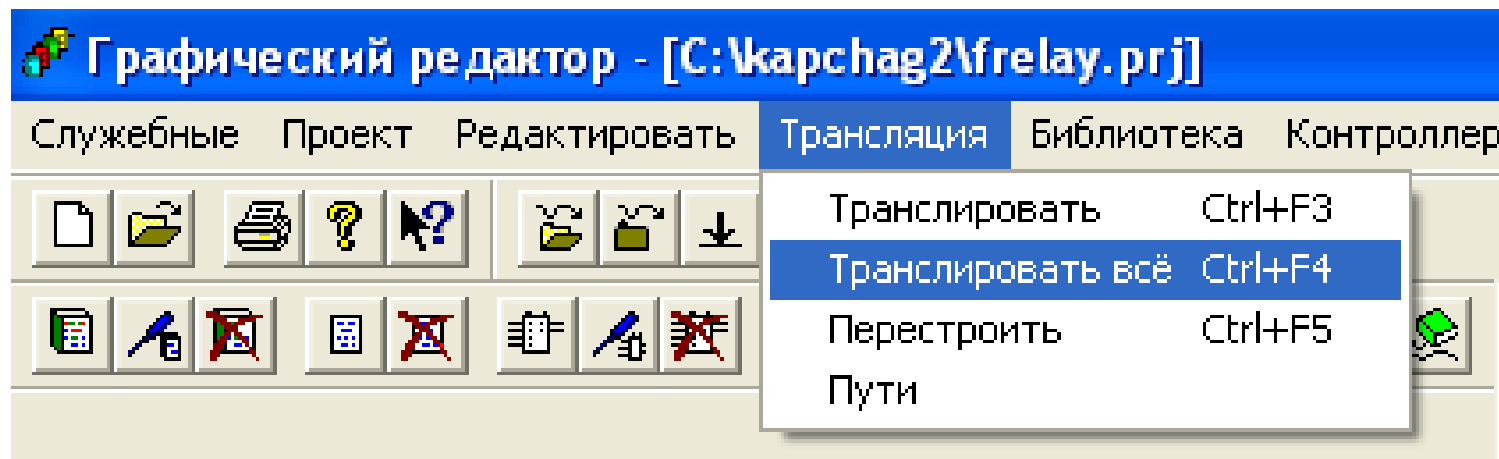 Графический редактор - [C:\kapchag2\frelay.prj]
Служебные Проект Редактировать Трансляция Библиотека Контроллер
Транслировать Ctrl+F3
Транслировать всё Ctrl+F4
Перестроить Ctrl+F5
Пути